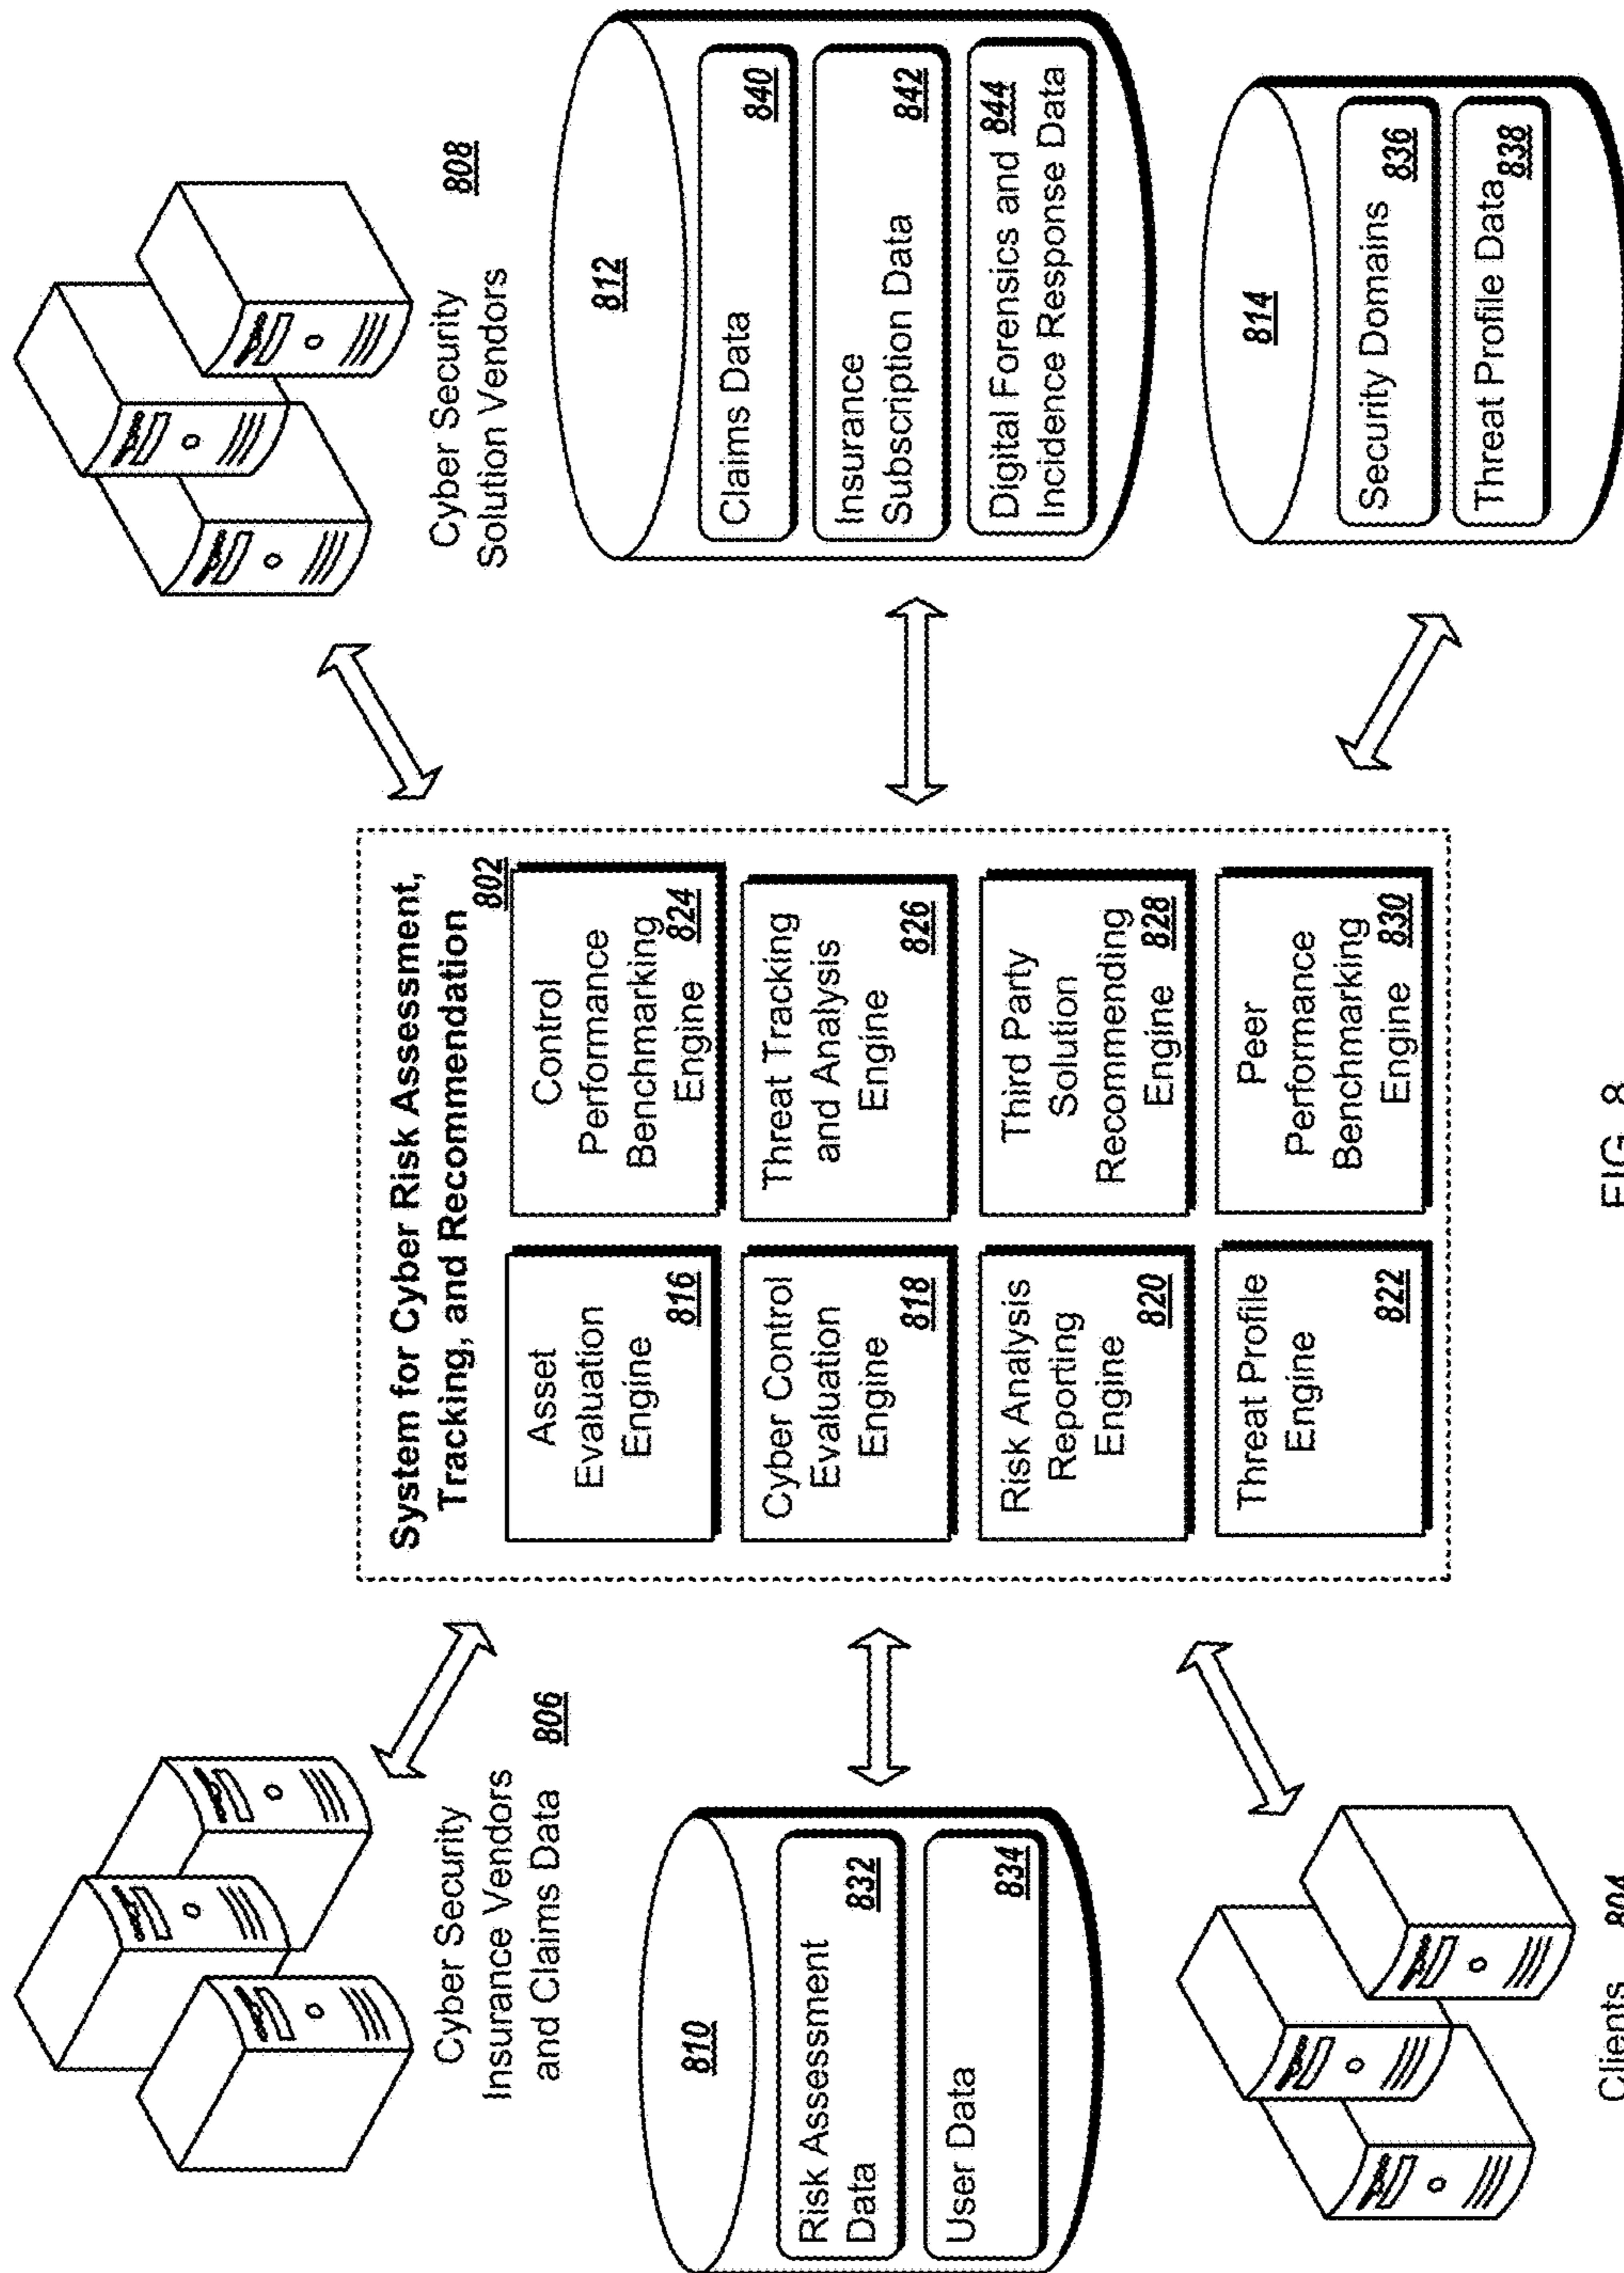 Cyber Security
Insurance Vendors
and Claims Data 806
Cyber Security
Solution Vendors
808
System for Cyber Risk Assessment,
Tracking, and Recommendation
802
Asset
Evaluation
Engine
816
Control
Performance
Benchmarking
Engine 824
Cyber Control
Evaluation
Engine
818
Threat Tracking
and Analysis
Engine
826
Risk Analysis
Reporting
Engine
820
Third Party
Solution
Recommending
Engine 828
Threat Profile
Engine
822
Peer
Performance
Benchmarking
Engine 830
810
Risk Assessment
Data
832
User Data
834
812
Claims Data
840
Insurance
Subscription Data
842
Digital Forensics and 844
Incidence Response Data
814
Security Domains
836
Threat Profile Data
838
Clients 804
FIG. 8